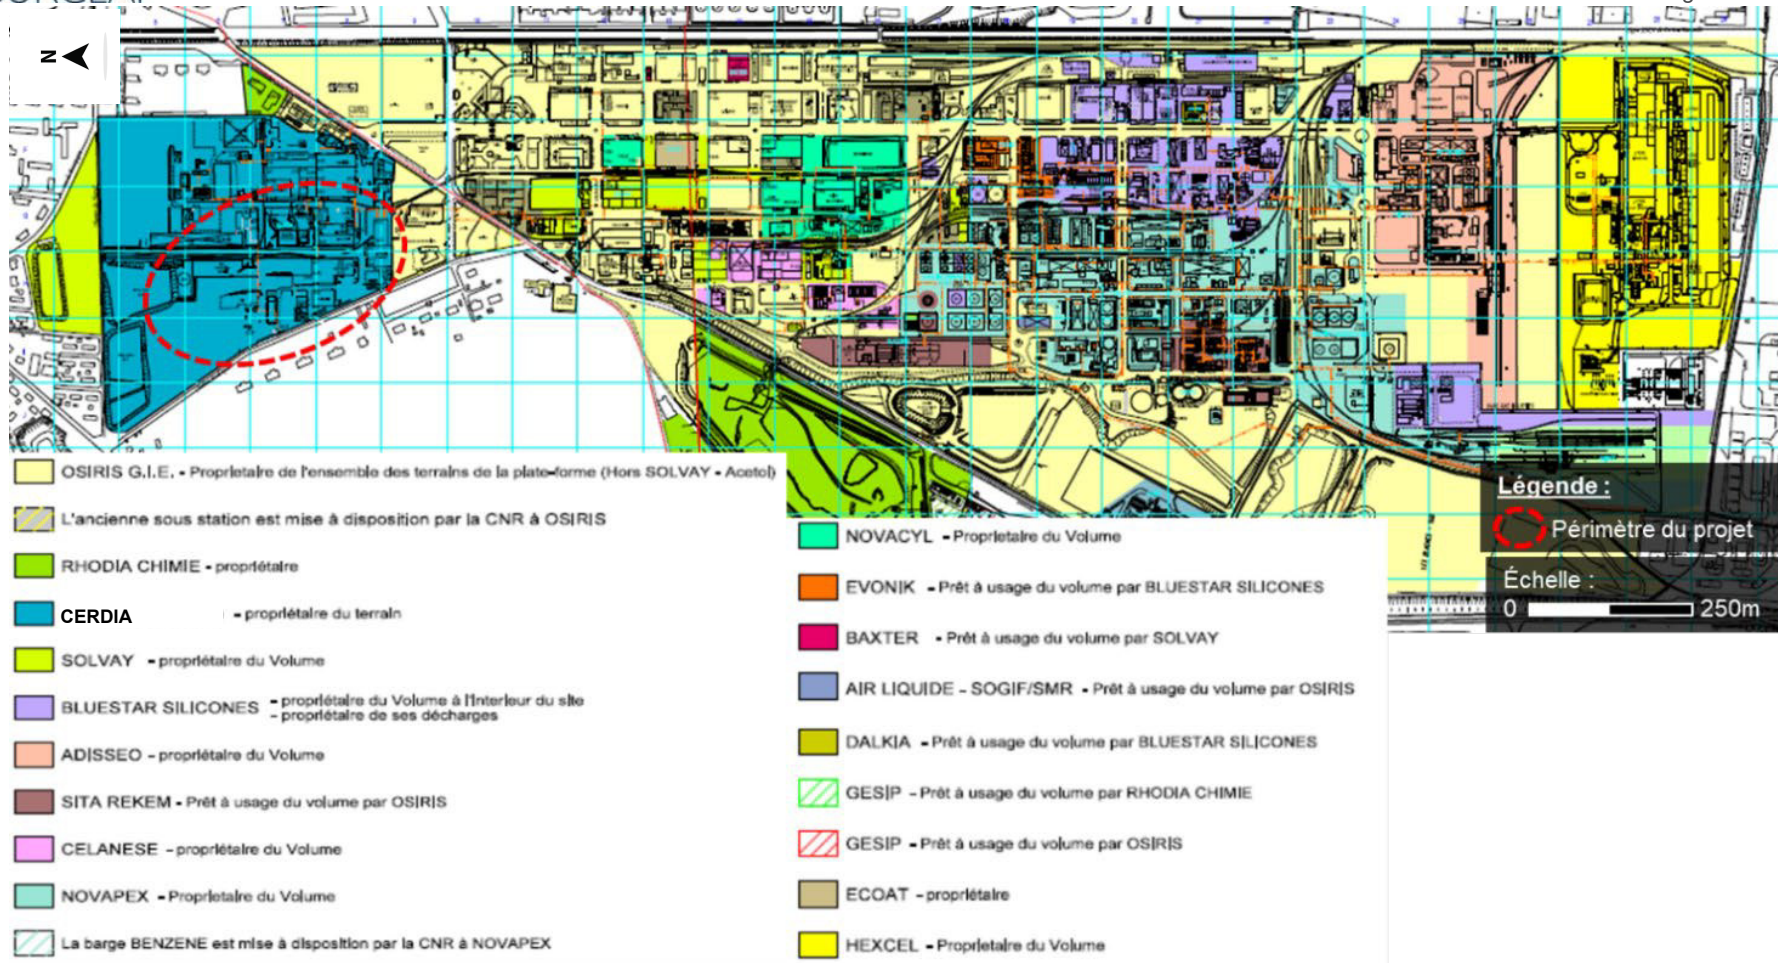 N
OSIRIS G.I.E. - Proprietaire de l'ensemble des terrains de la plate-forme (Hors SOLVAY - Acetol)
L'ancienne sous station est mise à disposition par la CNR à OSIRIS
RHODIA CHIMIE - propriétaire
CERDIA - propriétaire du terrain
SOLVAY - propriétaire du Volume
BLUESTAR SILICONES - propriétaire du Volume à l'Interieur du site
- propriétaire de ses décharges
ADISSEO - propriétaire du Volume
SITA REKEM - Prêt à usage du volume par OSIRIS
CELANESE - propriétaire du Volume
NOVAPEX - Proprietaire du Volume
La barge BENZENE est mise à disposition par la CNR à NOVAPEX
NOVACYL - Proprietaire du Volume
EVONIK - Prêt à usage du volume par BLUESTAR SILICONES
BAXTER - Prêt à usage du volume par SOLVAY
AIR LIQUIDE - SOGIF/SMR - Prêt à usage du volume par OSIRIS
DALKIA - Prêt à usage du volume par BLUESTAR SILICONES
GESIP - Prêt à usage du volume par RHODIA CHIMIE
GESIP - Prêt à usage du volume par OSIRIS
ECOAT - propriétaire
HEXCEL - Proprietaire du Volume
Légende :
Périmètre du projet
Échelle :
0 250m